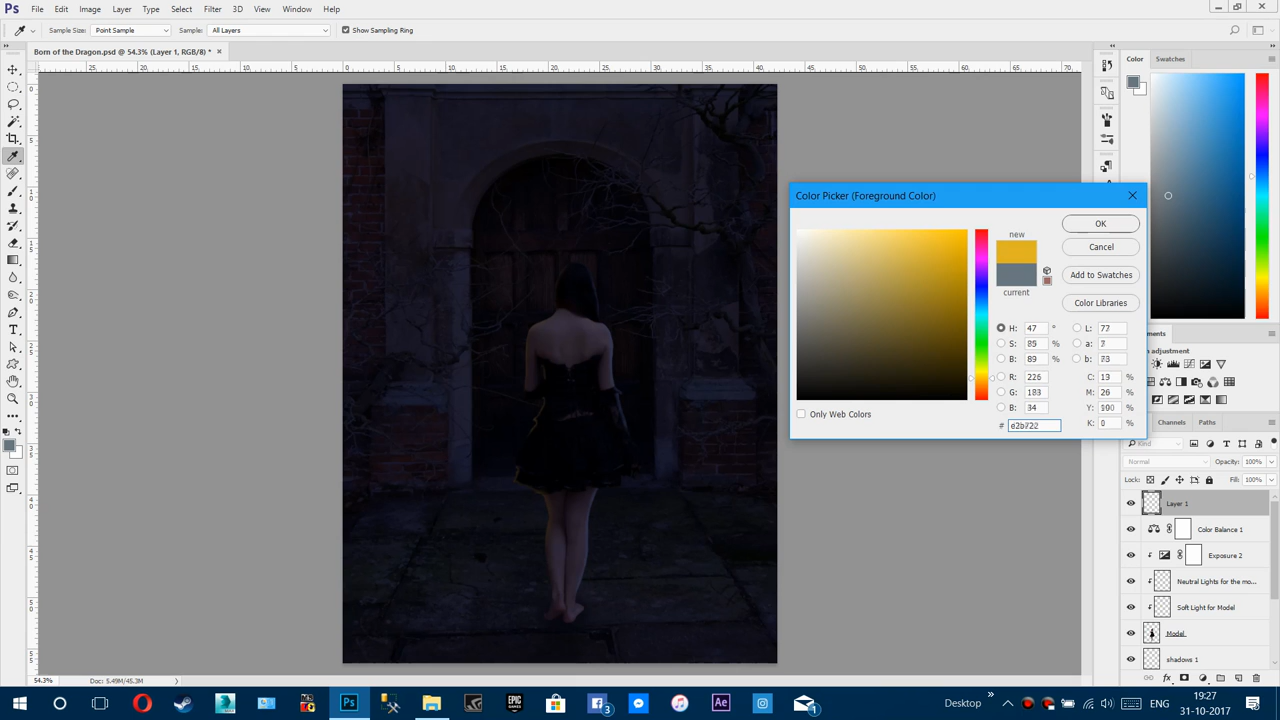 Ps File Edit Image Layer Type Select Filter 3D View Window Help
Sample Size: Point Sample Sample: All Layers Show Sampling Ring
Born of the Dragon.psd @ 54.3% (Layer 1, RGB/8) * ×
Color Swatches
Color Picker (Foreground Color)
OK
new
Cancel
Add to Swatches
current
Color Libraries
H: 47 ° L: 77
S: 85 % a: 7
B: 89 % b: 73
R: 226 C: 13 %
G: 183 M: 26 %
B: 34 Y: 100 %
# e2b722 K: 0 %
Only Web Colors
Channels Paths
Kind
Normal Opacity: 100%
Lock: Fill: 100%
Layer 1
Color Balance 1
Exposure 2
Neutral Lights for the mo...
Soft Light for Model
Model
shadows 1
54.3% Doc: 5.49M/45.3M
Desktop
19:27
31-10-2017